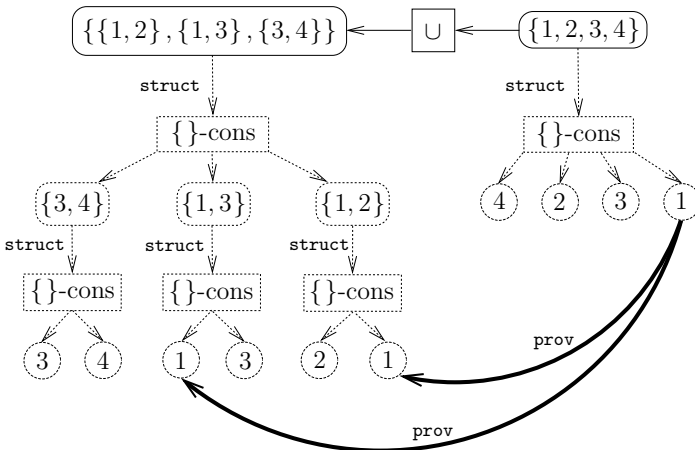 {{1, 2} , {1, 3} , {3, 4}} ∪ {1, 2, 3, 4}
struct struct
{}-cons {}-cons
{3, 4} {1, 3} {1, 2} 4 2 3 1
struct struct struct
{}-cons {}-cons {}-cons
prov
3 4 1 3 2 1
prov